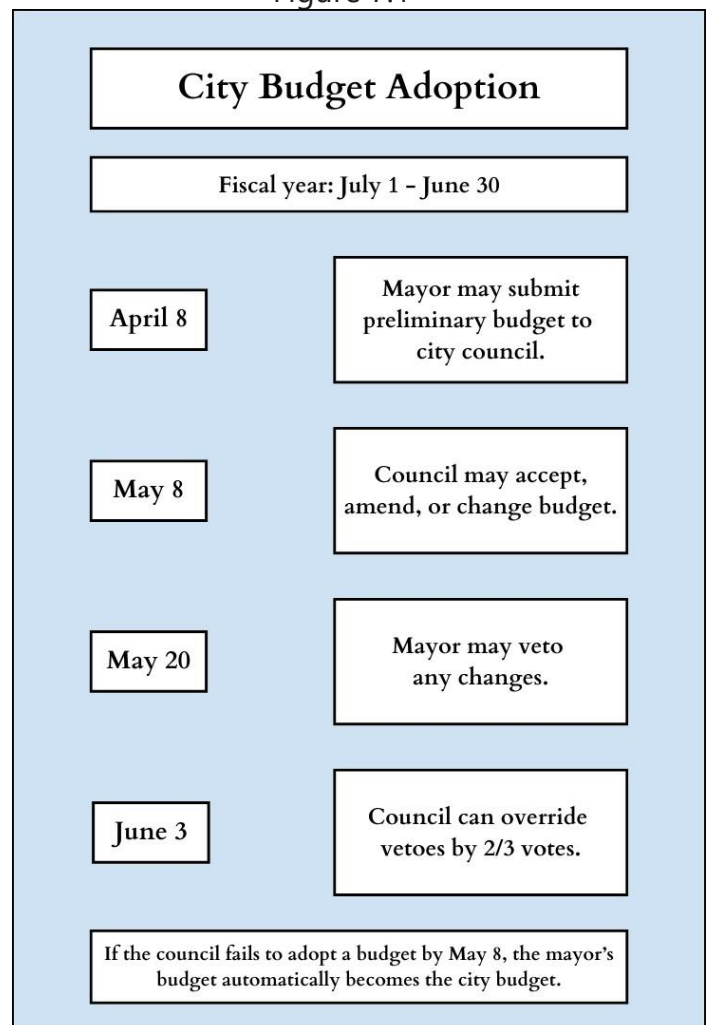 City Budget Adoption
Fiscal year: July 1 - June 30
April 8
Mayor may submit
preliminary budget to
city council.
May 8
Council may accept,
amend, or change budget.
May 20
Mayor may veto
any changes.
June 3
Council can override
vetoes by 2/3 votes.
If the council fails to adopt a budget by May 8, the mayor's
budget automatically becomes the city budget.